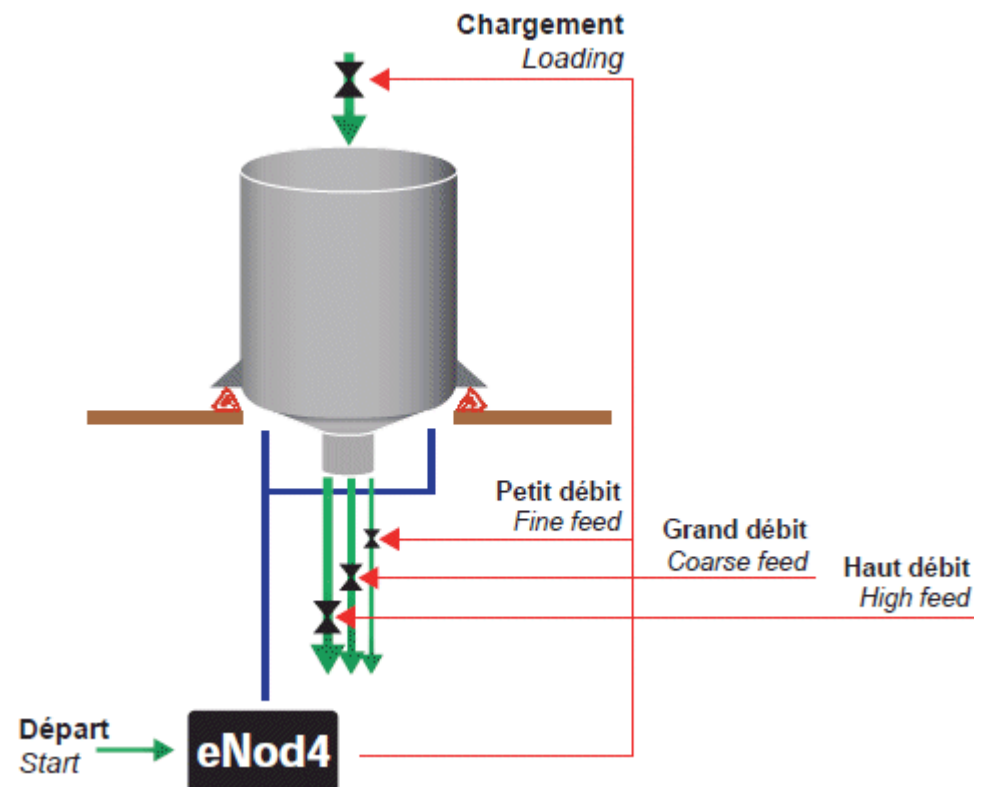 Chargement
Loading
Petit débit
Fine feed
Grand débit
Coarse feed
Haut débit
High feed
Départ
Start
eNod4